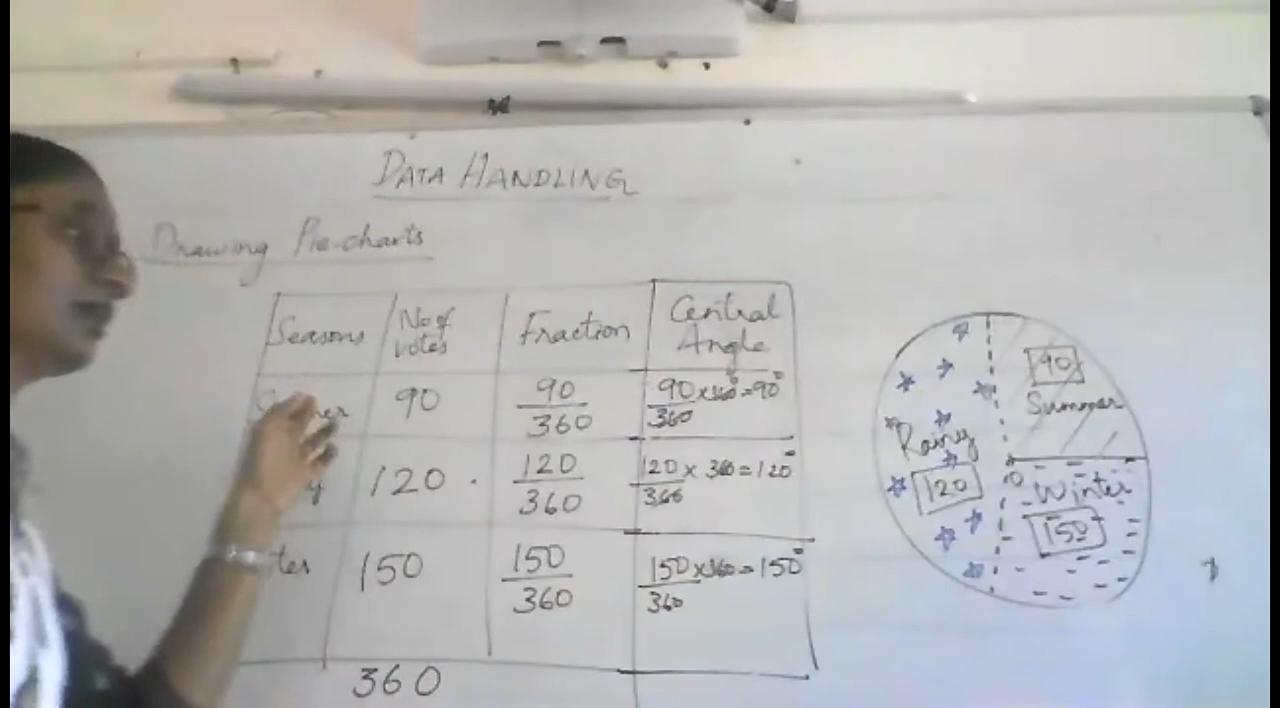 DATA HANDLING
Drawing Pie-charts
Seasons
No of
votes
Fraction
Central
Angle
90
90
360
90 x 360° = 90°
360
120
120
360
120 x 360 = 120°
360
150
150
360
150 x 360 = 150°
360
360
90
Summer
Rainy
120
Winter
150